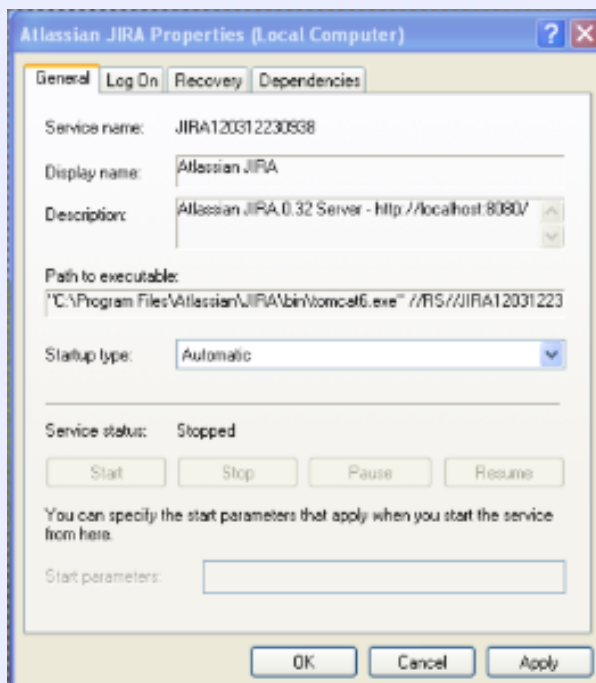 Atlassian JIRA Properties (Local Computer)
General Log On Recovery Dependencies
Service name: JIRA120312230938
Display name: Atlassian JIRA
Description: Atlassian JIRA.0.32 Server - http://localhost:8080/
Path to executable:
"C:\Program Files\Atlassian\JIRA\bin\tomcat6.exe" //RS//JIRA12031223
Startup type: Automatic
Service status: Stopped
Start Stop Pause Resume
You can specify the start parameters that apply when you start the service
from here.
Start parameters:
OK Cancel Apply